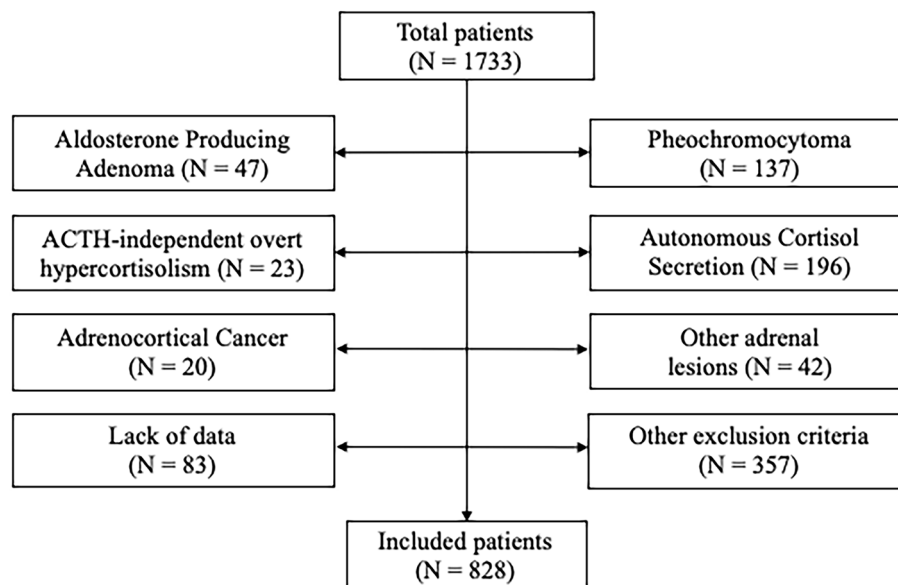 Total patients
(N = 1733)
Aldosterone Producing
Adenoma (N = 47)
Pheochromocytoma
(N = 137)
ACTH-independent overt
hypercortisolism (N = 23)
Autonomous Cortisol
Secretion (N = 196)
Adrenocortical Cancer
(N = 20)
Other adrenal
lesions (N = 42)
Lack of data
(N = 83)
Other exclusion criteria
(N = 357)
Included patients
(N = 828)